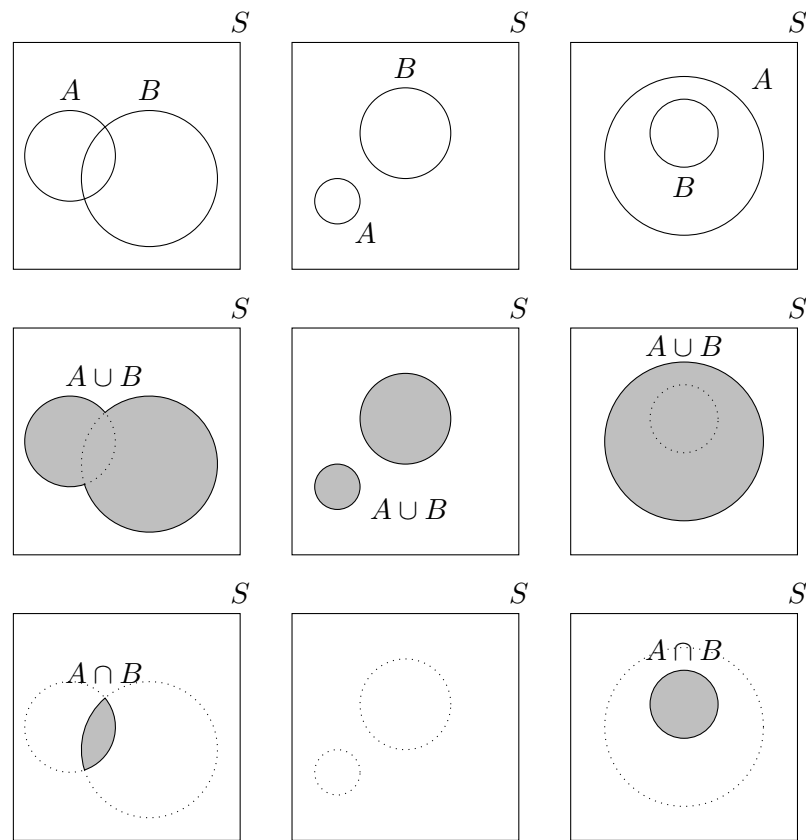 S S S
A B B A
A B
S S S
A ∪ B A ∪ B
A ∪ B
S S S
A ∩ B A ∩ B